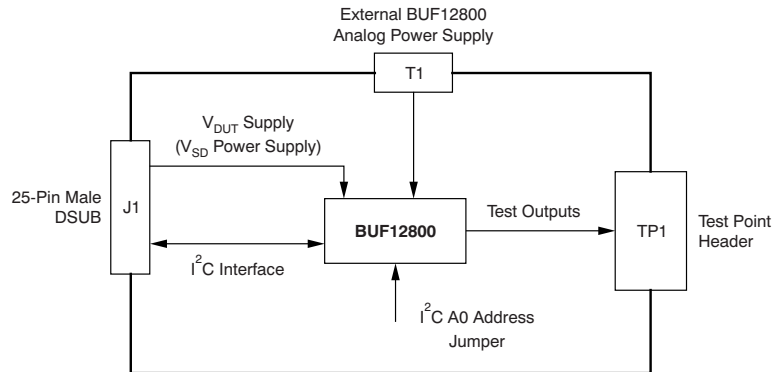 External BUF12800
Analog Power Supply
T1
V_DUT Supply
(V_SD Power Supply)
25-Pin Male
DSUB
J1
BUF12800
Test Outputs
TP1
Test Point
Header
I²C Interface
I²C A0 Address
Jumper